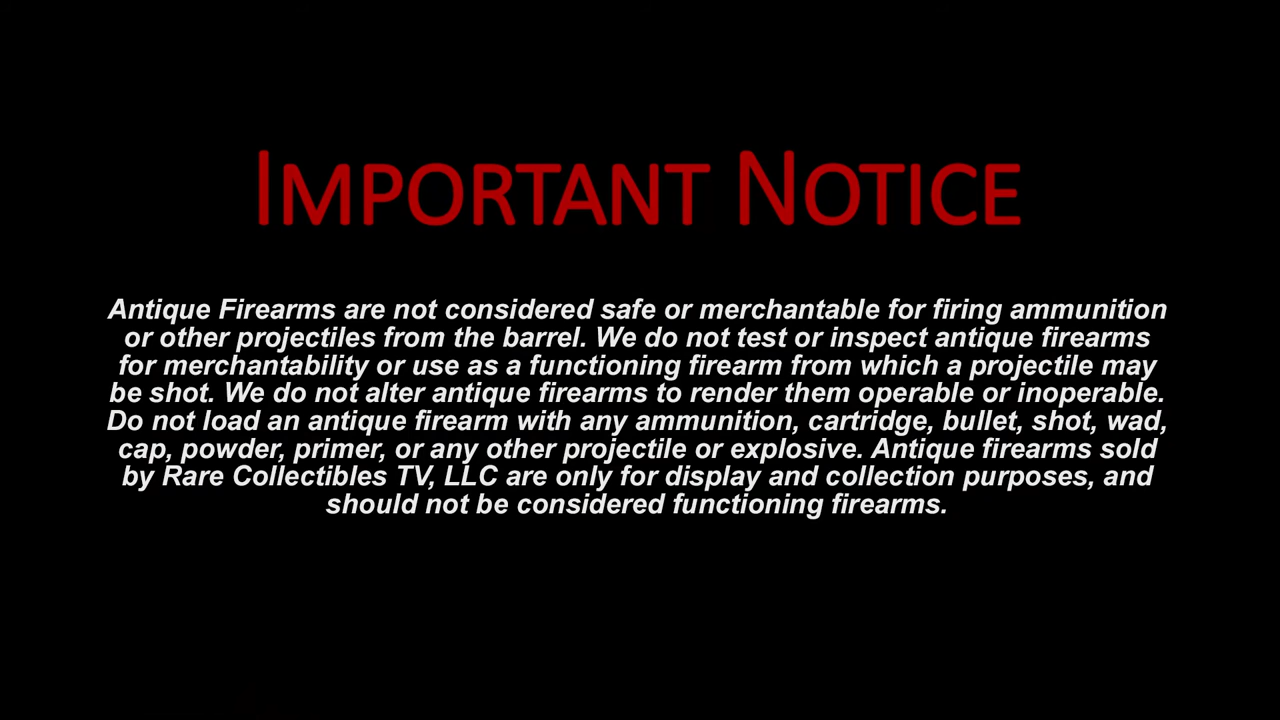 IMPORTANT NOTICE
Antique Firearms are not considered safe or merchantable for firing ammunition
or other projectiles from the barrel. We do not test or inspect antique firearms
for merchantability or use as a functioning firearm from which a projectile may
be shot. We do not alter antique firearms to render them operable or inoperable.
Do not load an antique firearm with any ammunition, cartridge, bullet, shot, wad,
cap, powder, primer, or any other projectile or explosive. Antique firearms sold
by Rare Collectibles TV, LLC are only for display and collection purposes, and
should not be considered functioning firearms.